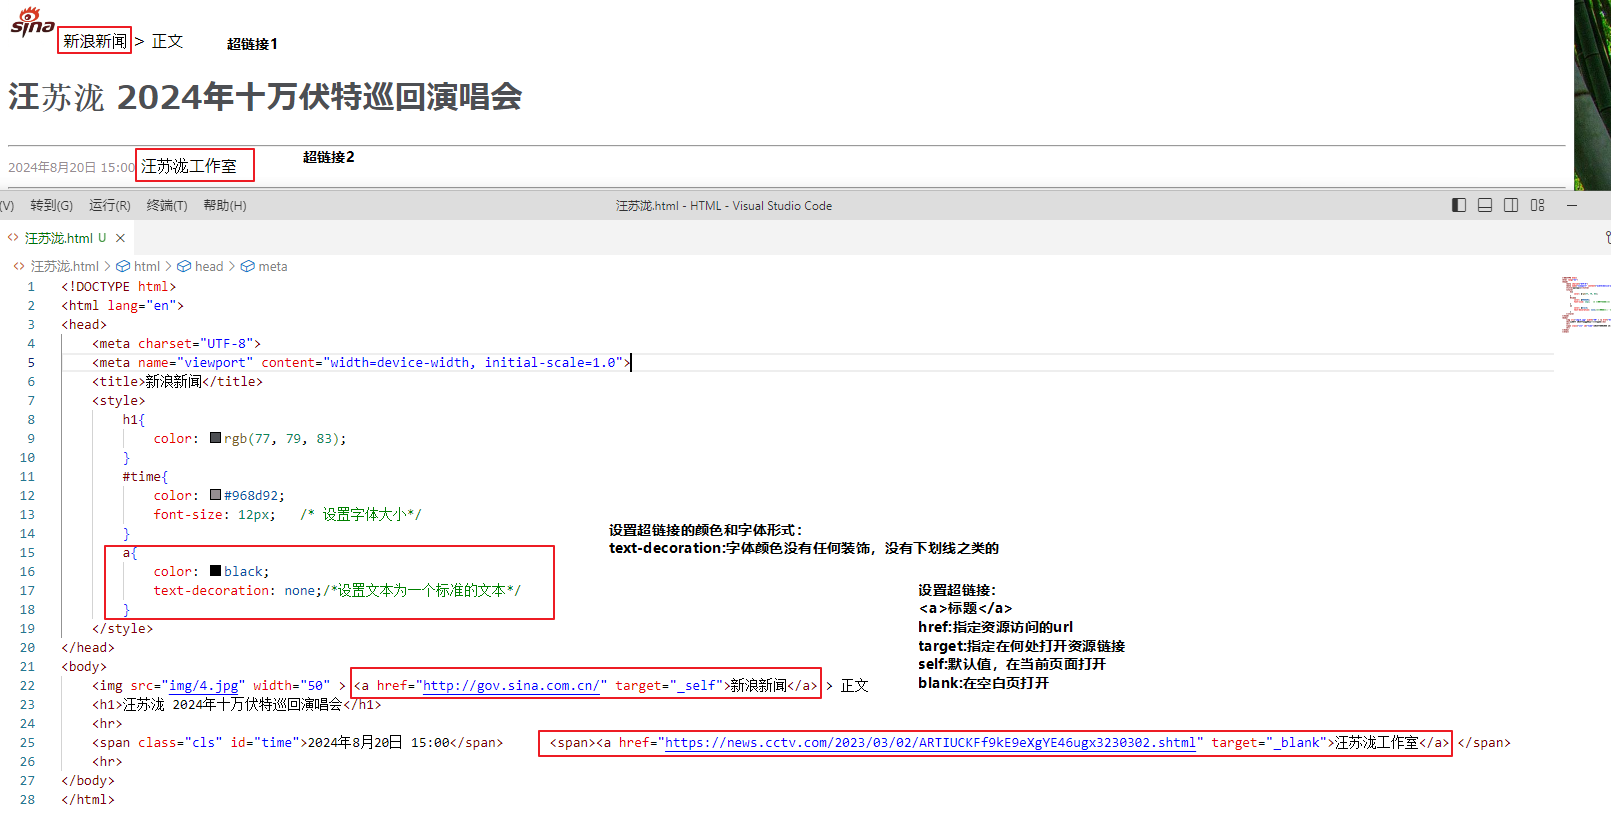 sina
新浪新闻 > 正文 超链接1
汪苏泷 2024年十万伏特巡回演唱会
2024年8月20日 15:00 汪苏泷工作室 超链接2
(V) 转到(G) 运行(R) 终端(T) 帮助(H) 汪苏泷.html - HTML - Visual Studio Code
<> 汪苏泷.html U ×
<> 汪苏泷.html > html > head > meta
1 <!DOCTYPE html>
2 <html lang="en">
3 <head>
4 <meta charset="UTF-8">
5 <meta name="viewport" content="width=device-width, initial-scale=1.0">
6 <title>新浪新闻</title>
7 <style>
8 h1{
9 color: rgb(77, 79, 83);
10 }
11 #time{
12 color: #968d92;
13 font-size: 12px; /* 设置字体大小*/
14 }
15 a{
16 color: black;
17 text-decoration: none;/*设置文本为一个标准的文本*/
18 }
19 </style>
20 </head>
21 <body>
22 <img src="img/4.jpg" width="50" > <a href="http://gov.sina.com.cn/" target="_self">新浪新闻</a> > 正文
23 <h1>汪苏泷 2024年十万伏特巡回演唱会</h1>
24 <hr>
25 <span class="cls" id="time">2024年8月20日 15:00</span> <span><a href="https://news.cctv.com/2023/03/02/ARTIUCKFf9kE9eXgYE46ugx3230302.shtml" target="_blank">汪苏泷工作室</a> </span>
26 <hr>
27 </body>
28 </html>
设置超链接的颜色和字体形式：
text-decoration:字体颜色没有任何装饰，没有下划线之类的
设置超链接：
<a>标题</a>
href:指定资源访问的url
target:指定在何处打开资源链接
self:默认值，在当前页面打开
blank:在空白页打开